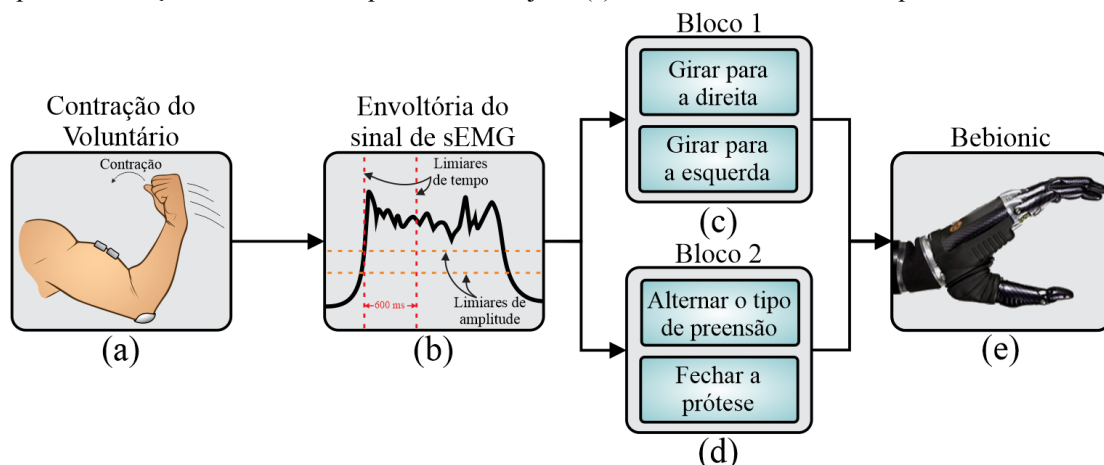 Bloco 1
Girar para
a direita
Girar para
a esquerda
(c)
Contração do
Voluntário
Contração
(a)
Envoltória do
sinal de sEMG
Limiares
de tempo
600 ms
Limiares de
amplitude
(b)
Bloco 2
Alternar o tipo
de preensão
Fechar a
prótese
(d)
Bebionic
(e)